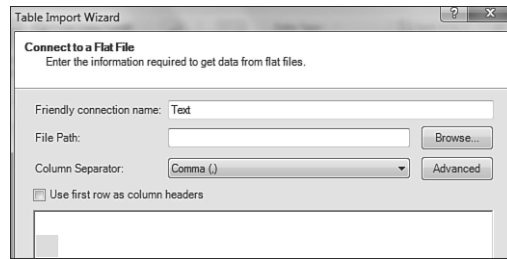 Table Import Wizard
Connect to a Flat File
Enter the information required to get data from flat files.
Friendly connection name: Text
File Path: Browse...
Column Separator: Comma (,) Advanced
Use first row as column headers